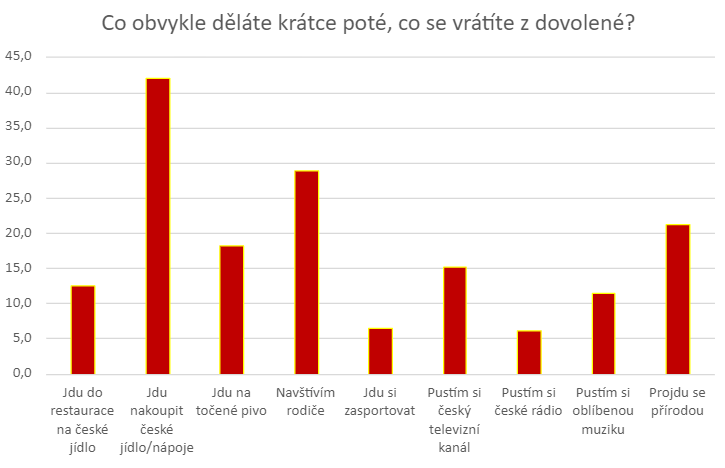 Co obvykle děláte krátce poté, co se vrátíte z dovolené?
45,0
40,0
35,0
30,0
25,0
20,0
15,0
10,0
5,0
0,0
Jdu do
restaurace
na české
jídlo
Jdu
nakoupit
české
jídlo/nápoje
Jdu na
točené pivo
Navštívím
rodiče
Jdu si
zasportovat
Pustím si
český
televizní
kanál
Pustím si
české rádio
Pustím si
oblíbenou
muziku
Projdu se
přírodou